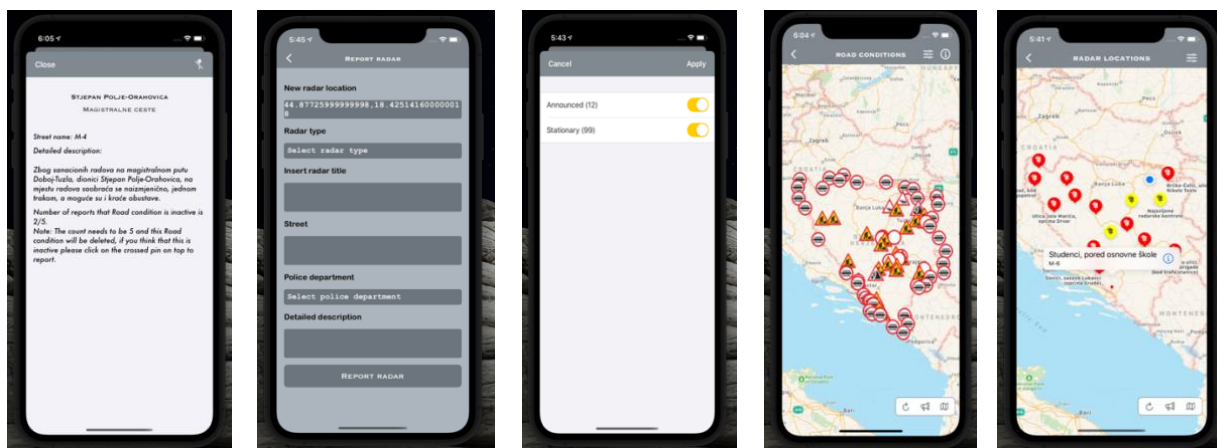 6:05
Close
Stjepan Polje-Orahovica
Magistralne ceste
Street name: M-4
Detailed description:
Zbog sanacionih radova na magistralnom putu
Doboj-Tuzla, dionici Stjepan Polje-Orahovica, na
mjestu radova saobraća se naizmjenično, jednom
trakom, a moguće su i kraće obustave.
Number of reports that Road condition is inactive is
2/5.
Note: The count needs to be 5 and this Road
condition will be deleted, if you think that this is
inactive please click on the crossed pin on top to
report.
5:45
Report radar
New radar location
44.87725999999998,18.42514160000001
8
Radar type
Select radar type
Insert radar title
Street
Police department
Select police department
Detailed description
Report radar
5:43
Cancel Apply
Announced (12)
Stationary (99)
6:04
Road conditions
Zagreb
Banja Luka
Podgorica
Bari
5:41
Radar locations
Zagreb
CROATIA
Banja Luka
Studenci, pored osnovne škole
M-6
MONTENEGR
Bari